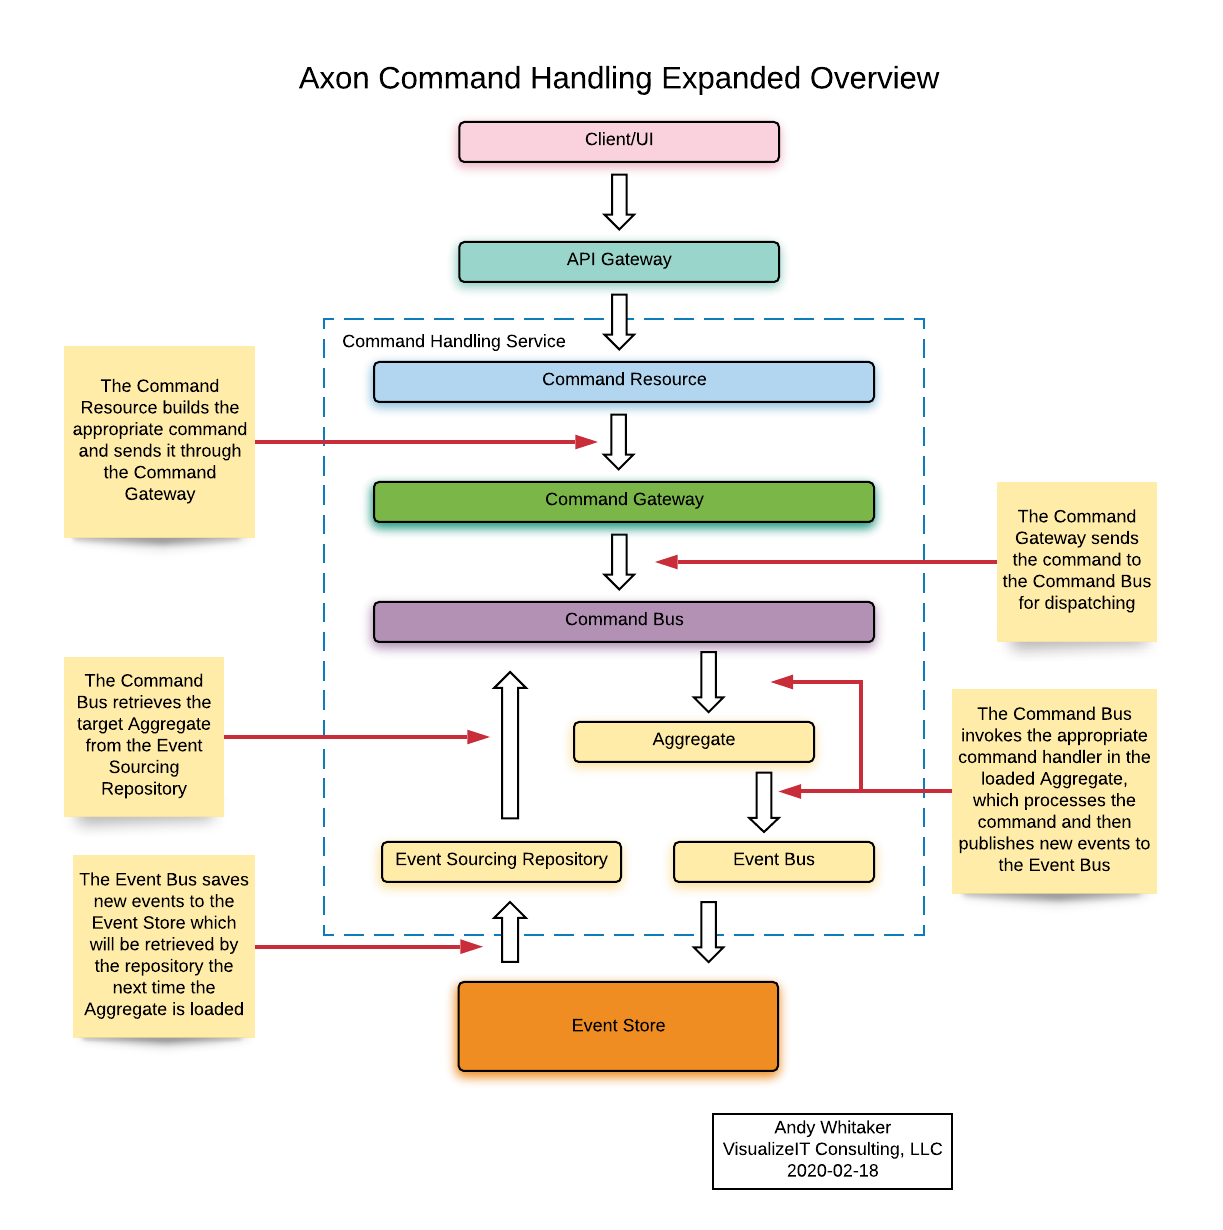 Axon Command Handling Expanded Overview
Client/UI
API Gateway
Command Handling Service
Command Resource
The Command
Resource builds the
appropriate command
and sends it through
the Command
Gateway
Command Gateway
The Command
Gateway sends
the command to
the Command Bus
for dispatching
Command Bus
The Command
Bus retrieves the
target Aggregate
from the Event
Sourcing
Repository
Aggregate
The Command Bus
invokes the appropriate
command handler in the
loaded Aggregate,
which processes the
command and then
publishes new events to
the Event Bus
Event Sourcing Repository
Event Bus
The Event Bus saves
new events to the
Event Store which
will be retrieved by
the repository the
next time the
Aggregate is loaded
Event Store
Andy Whitaker
VisualizeIT Consulting, LLC
2020-02-18